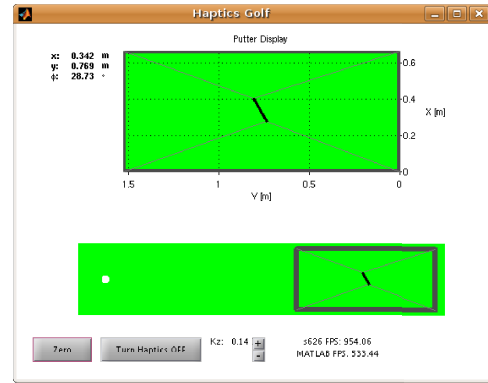 Haptics Golf
Putter Display
x: 0.342 m
y: 0.769 m
ϕ: 28.73 °
0.6
0.4
X [m]
0.2
0
1.5 1 0.5 0
Y [m]
Zero
Turn Haptics OFF
Kz: 0.14 + -
s626 FPS: 954.06
MATLAB FPS: 533.44